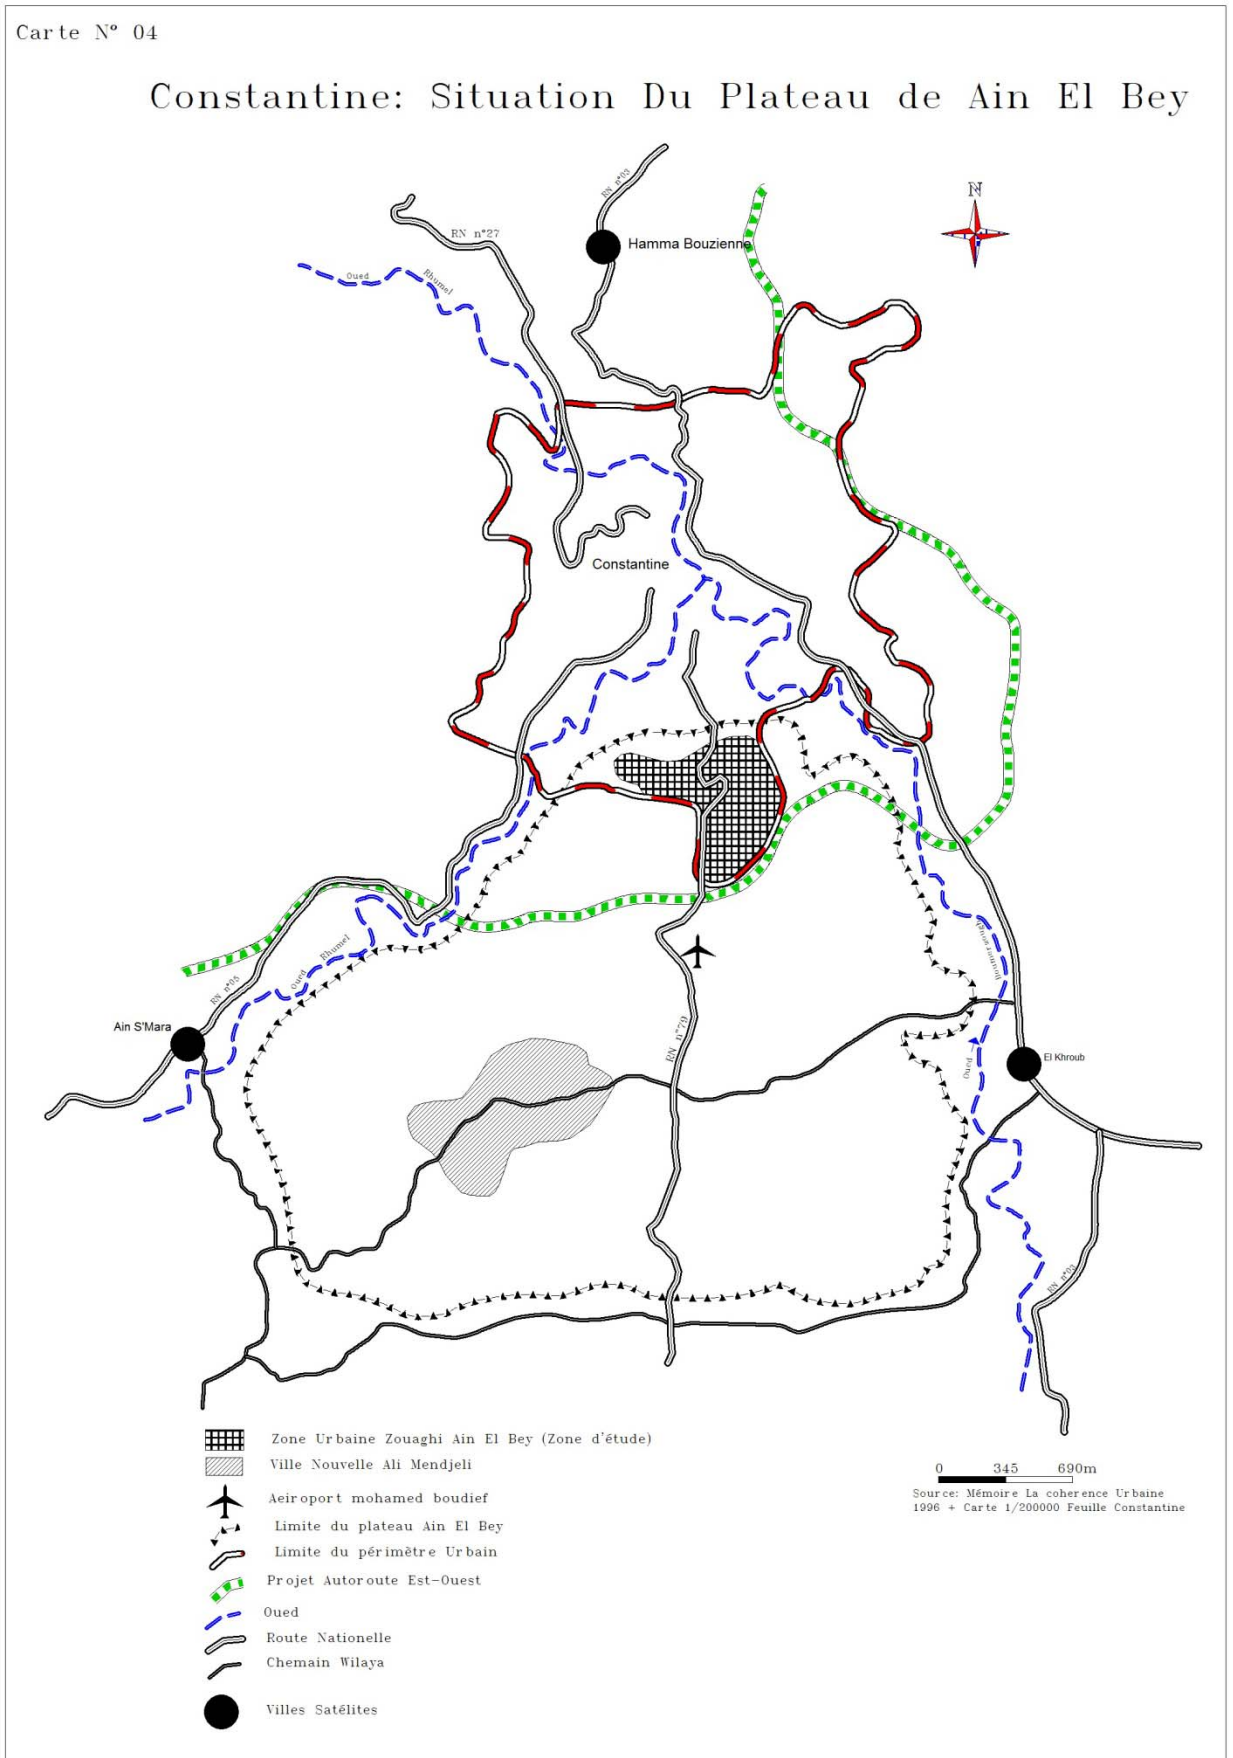 Carte N° 04
Constantine: Situation Du Plateau de Ain El Bey
N
RN n°03
RN n°27
Hamma Bouzienne
Oued Rhumel
Constantine
Oued Rhumel
RN n°05
Ain S'Mara
RN n°79
Oued
El Khroub
RN n°03
Zone Urbaine Zouaghi Ain El Bey (Zone d'étude)
Ville Nouvelle Ali Mendjeli
Aeiroport mohamed boudief
Limite du plateau Ain El Bey
Limite du périmètre Urbain
Projet Autoroute Est-Ouest
Oued
Route Nationelle
Chemain Wilaya
Villes Satélites
0 345 690m
Source: Mémoire La coherence Urbaine
1996 + Carte 1/200000 Feuille Constantine